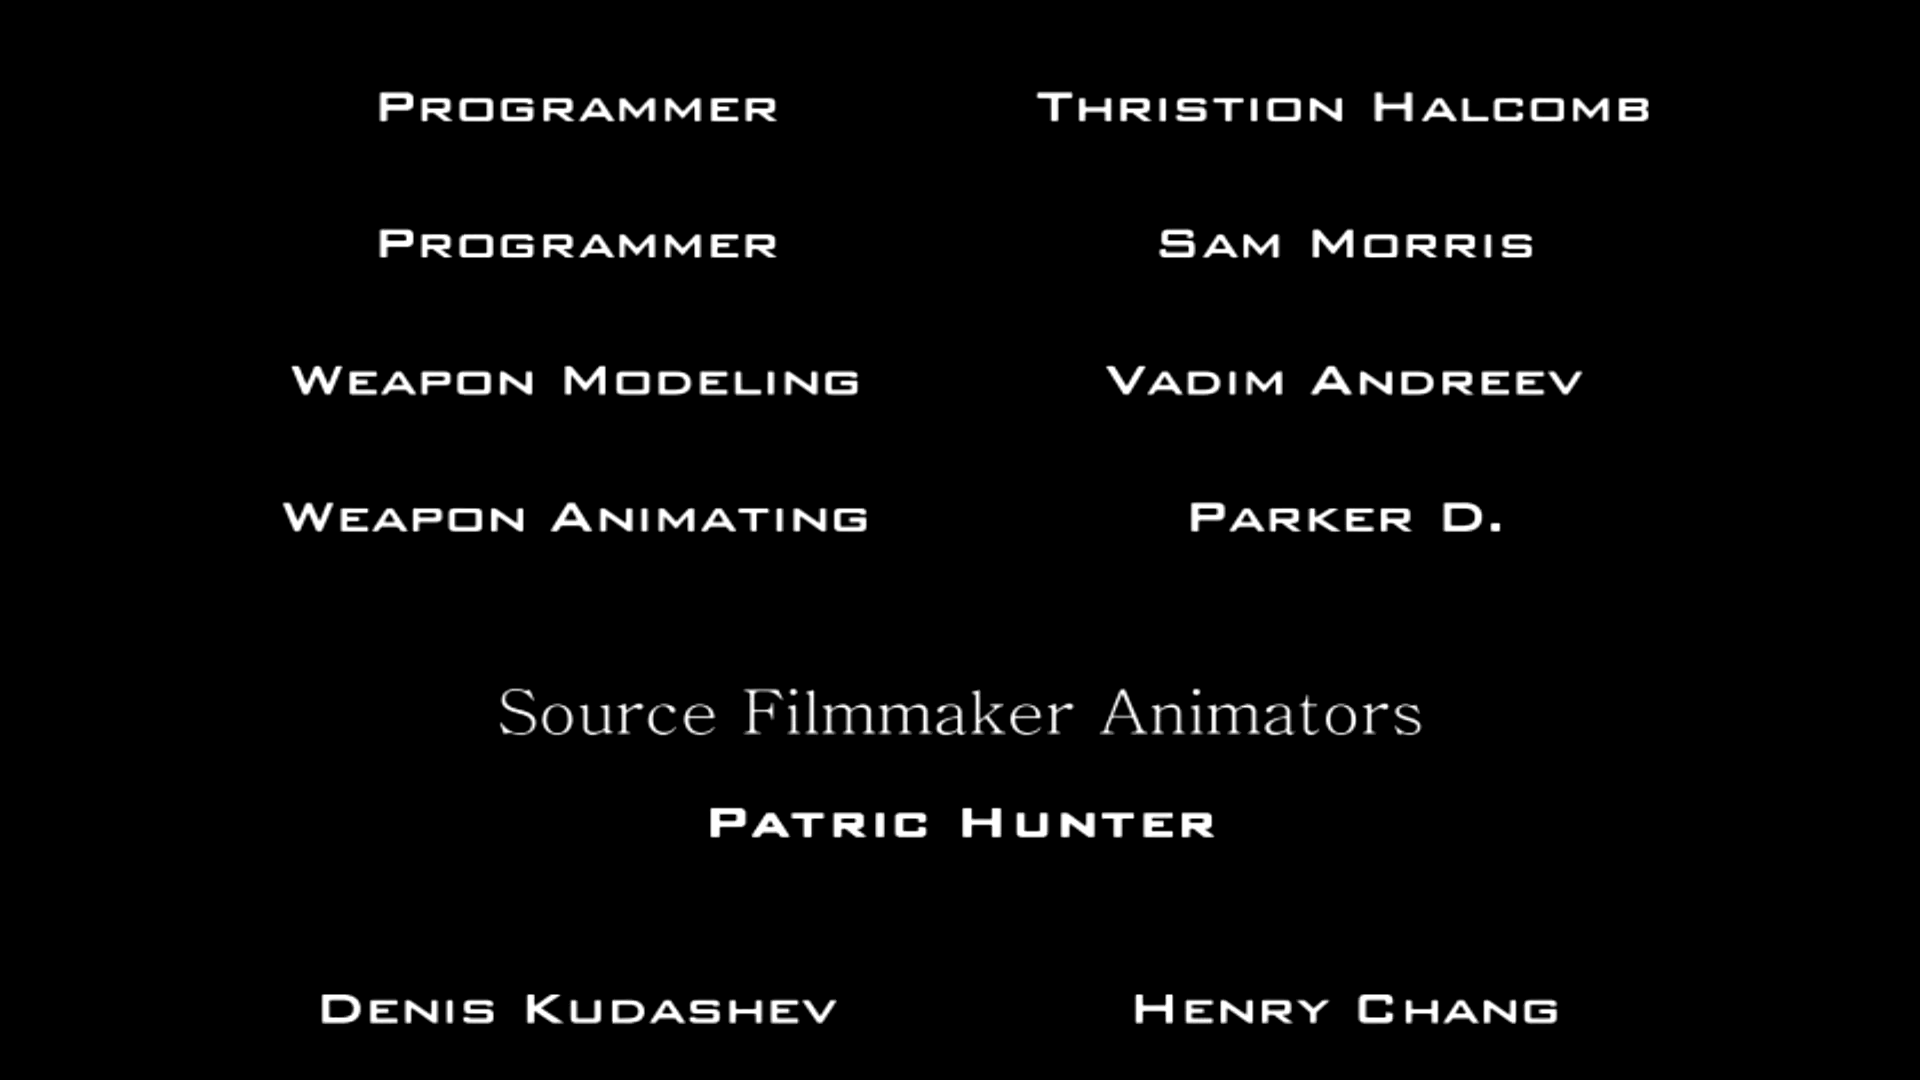 Programmer Thristion Halcomb
Programmer Sam Morris
Weapon Modeling Vadim Andreev
Weapon Animating Parker D.
Source Filmmaker Animators
Patric Hunter
Denis Kudashev Henry Chang